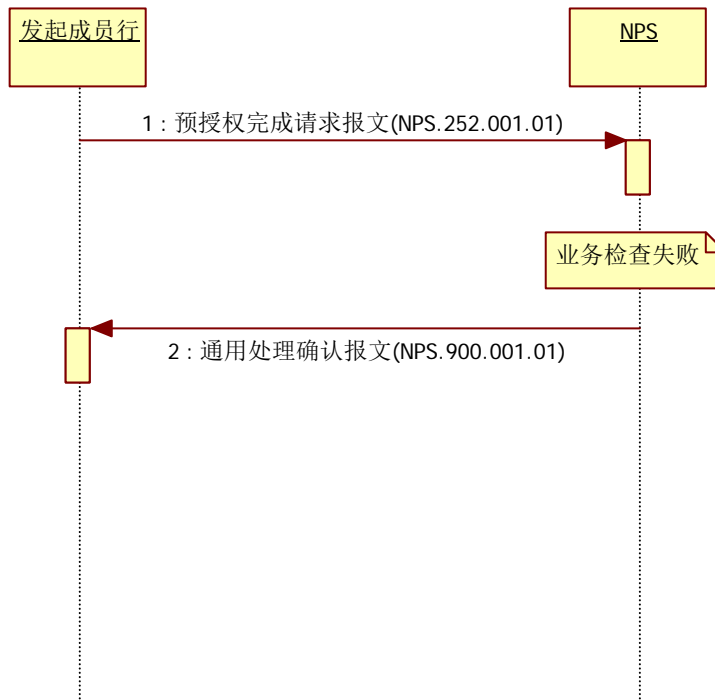 发起成员行
NPS
1 : 预授权完成请求报文(NPS.252.001.01)
业务检查失败
2 : 通用处理确认报文(NPS.900.001.01)